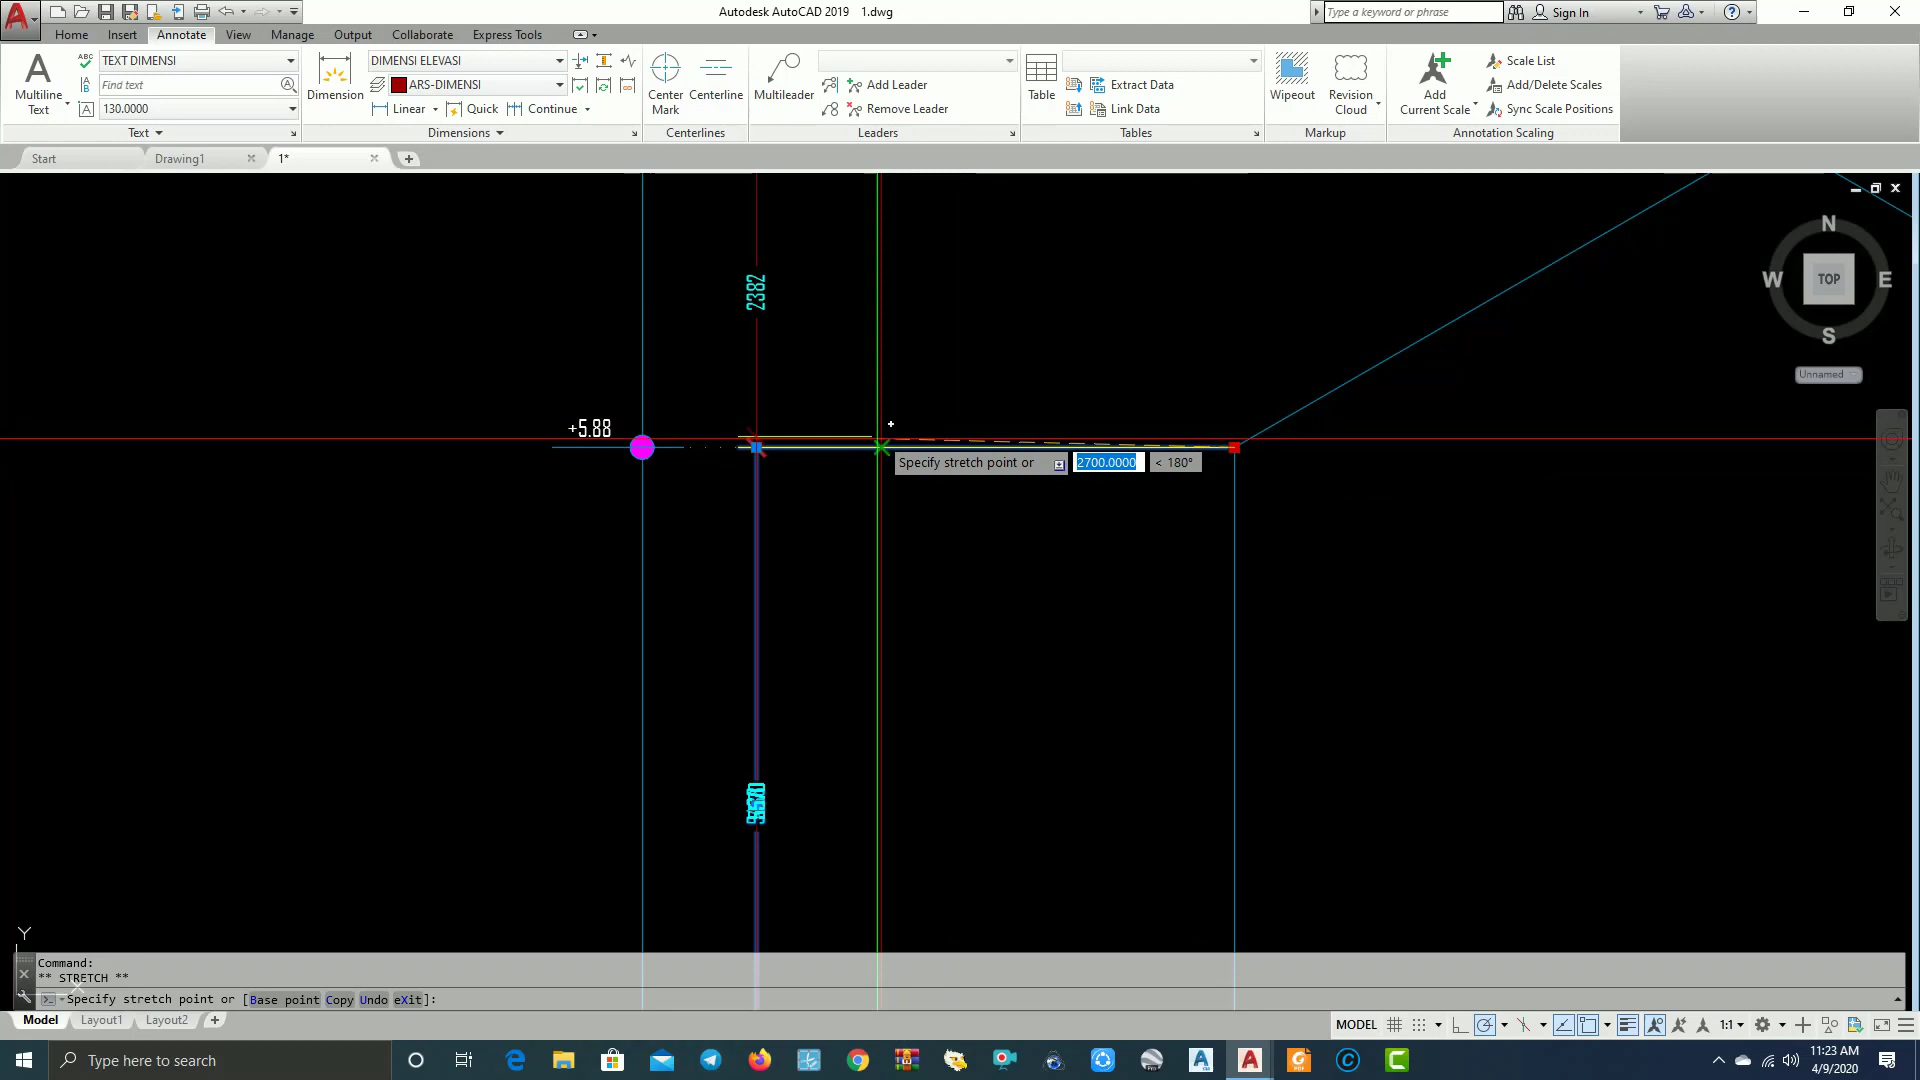 Autodesk AutoCAD 2019 1.dwg
Type a keyword or phrase
Sign In
Home Insert Annotate View Manage Output Collaborate Express Tools
Multiline
Text
ABC
TEXT DIMENSI
Find text
130.0000
Text
Dimension
DIMENSI ELEVASI
ARS-DIMENSI
Linear Quick Continue
Dimensions
Center
Mark
Centerline
Centerlines
Multileader
Add Leader
Remove Leader
Leaders
Table
Extract Data
Link Data
Tables
Wipeout
Revision
Cloud
Markup
Add
Current Scale
Scale List
Add/Delete Scales
Sync Scale Positions
Annotation Scaling
Start Drawing1 1*
N
W TOP E
S
Unnamed
2382
+5.88
Specify stretch point or 2700.0000 < 180°
Y
Command:
** STRETCH **
Specify stretch point or [Base point Copy Undo eXit]:
Model Layout1 Layout2
MODEL 1:1
Type here to search
11:23 AM
4/9/2020